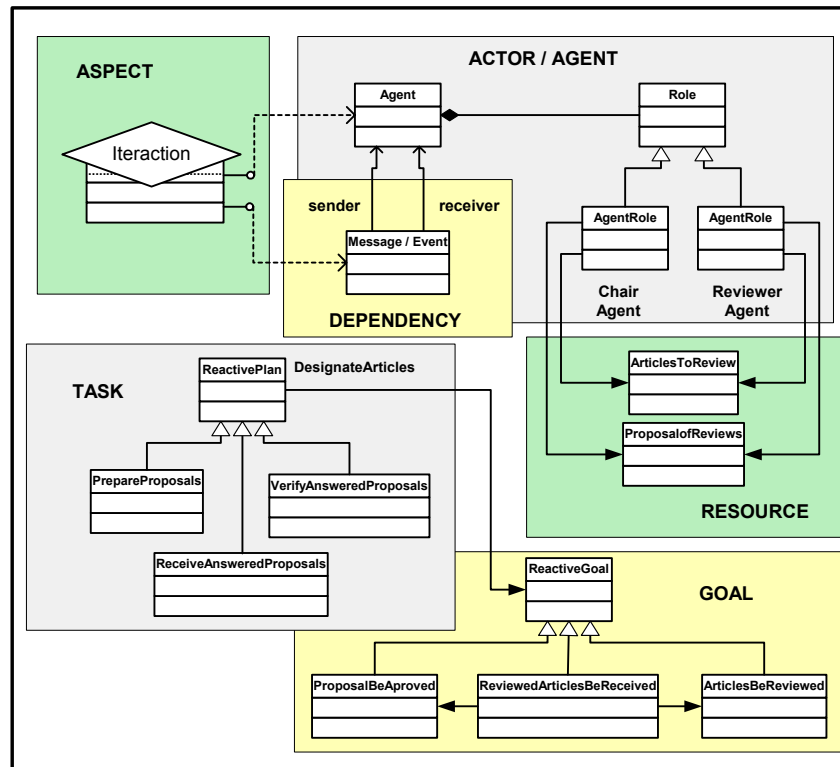 ACTOR / AGENT
ASPECT
Agent
Role
Iteraction
sender
receiver
AgentRole
AgentRole
Message / Event
Chair
Agent
Reviewer
Agent
DEPENDENCY
ReactivePlan
DesignateArticles
ArticlesToReview
TASK
ProposalofReviews
PrepareProposals
VerifyAnsweredProposals
RESOURCE
ReceiveAnsweredProposals
ReactiveGoal
GOAL
ProposalBeAproved
ReviewedArticlesBeReceived
ArticlesBeReviewed